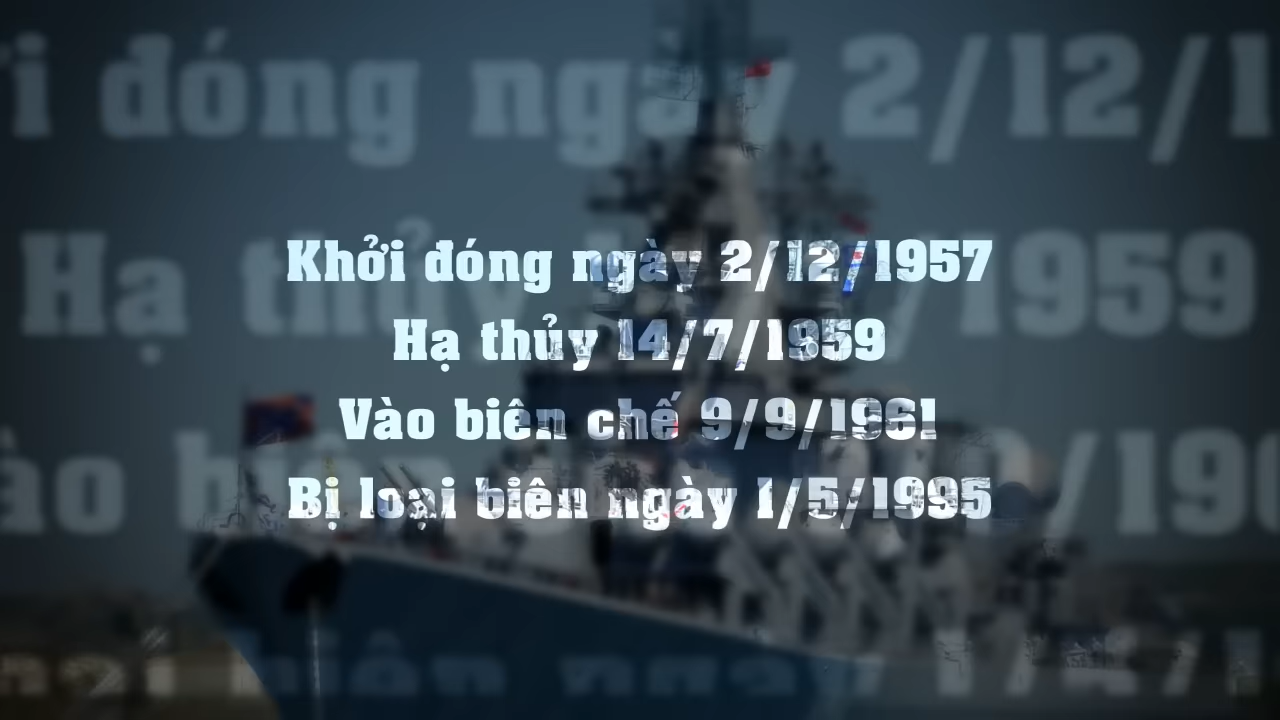 Khởi đóng ngày 2/12/1957
Hạ thủy 14/7/1959
Vào biên chế 9/9/1961
Bị loại biên ngày 1/5/1995